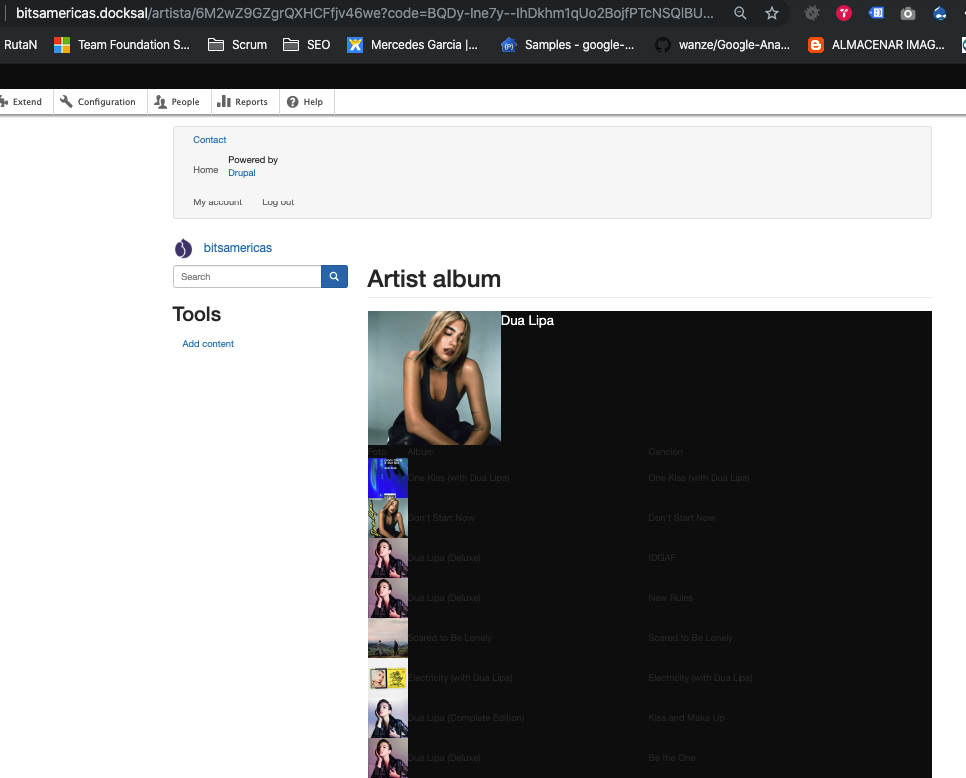 bitsamericas.docksal/artista/6M2wZ9GZgrQXHCFfjv46we?code=BQDy-Ine7y--IhDkhm1qUo2BojfPTcNSQlBU...
RutaN Team Foundation S... Scrum SEO Mercedes Garcia |... Samples - google-... wanze/Google-Ana... ALMACENAR IMAG...
Extend Configuration People Reports Help
Contact
Powered by
Home
Drupal
My account Log out
bitsamericas
Search
Artist album
Tools
Add content
Dua Lipa
Foto Album Canción
One Kiss (with Dua Lipa) One Kiss (with Dua Lipa)
Don't Start Now Don't Start Now
Dua Lipa (Deluxe) IDGAF
Dua Lipa (Deluxe) New Rules
Scared to Be Lonely Scared to Be Lonely
Electricity (with Dua Lipa) Electricity (with Dua Lipa)
Dua Lipa (Complete Edition) Kiss and Make Up
Dua Lipa (Deluxe) Be the One